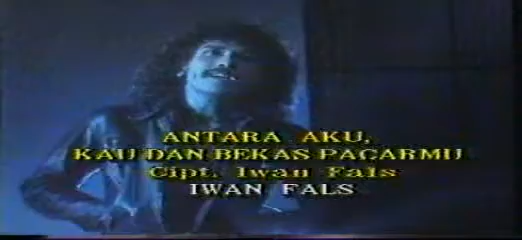 ANTARA AKU,
KAU DAN BEKAS PACARMU
Cipt. Iwan Fals
IWAN FALS